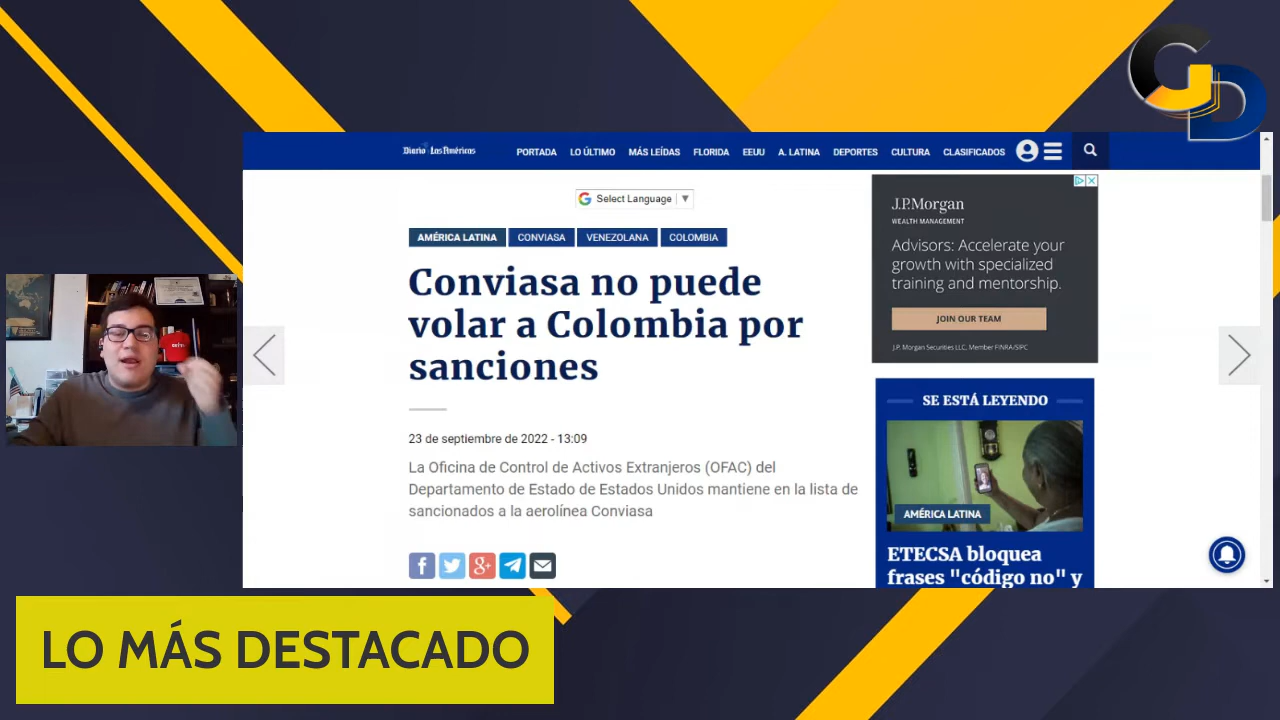 GD
Diario Las Américas
PORTADA LO ÚLTIMO MÁS LEÍDAS FLORIDA EEUU A. LATINA DEPORTES CULTURA CLASIFICADOS
Select Language
AMÉRICA LATINA CONVIASA VENEZOLANA COLOMBIA
Conviasa no puede
volar a Colombia por
sanciones
23 de septiembre de 2022 - 13:09
La Oficina de Control de Activos Extranjeros (OFAC) del
Departamento de Estado de Estados Unidos mantiene en la lista de
sancionados a la aerolínea Conviasa
J.P.Morgan
WEALTH MANAGEMENT
Advisors: Accelerate your
growth with specialized
training and mentorship.
JOIN OUR TEAM
J.P. Morgan Securities LLC, Member FINRA/SIPC
SE ESTÁ LEYENDO
AMÉRICA LATINA
ETECSA bloquea
frases "código no" y
LO MÁS DESTACADO